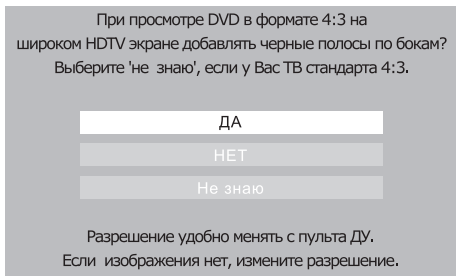 При просмотре DVD в формате 4:3 на
широком HDTV экране добавлять черные полосы по бокам?
Выберите 'не знаю', если у Вас ТВ стандарта 4:3.
ДА
НЕТ
Не знаю
Разрешение удобно менять с пульта ДУ.
Если изображения нет, измените разрешение.